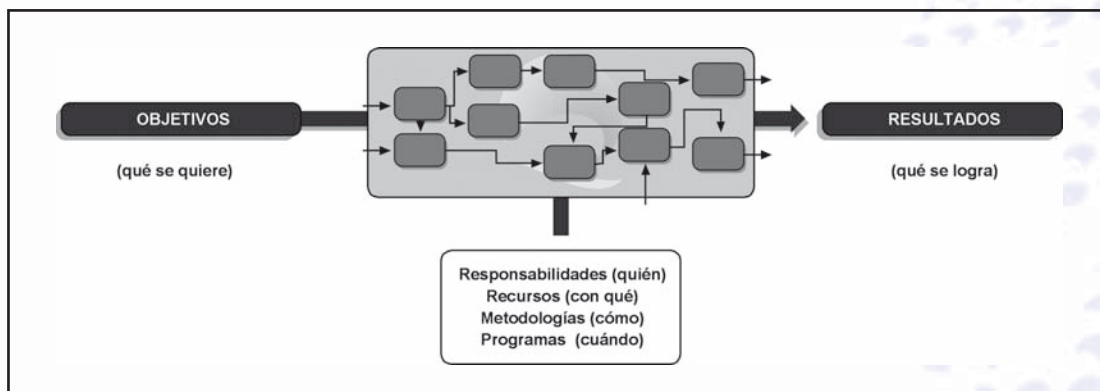 OBJETIVOS
RESULTADOS
(qué se quiere)
(qué se logra)
Responsabilidades (quién)
Recursos (con qué)
Metodologías (cómo)
Programas (cuándo)